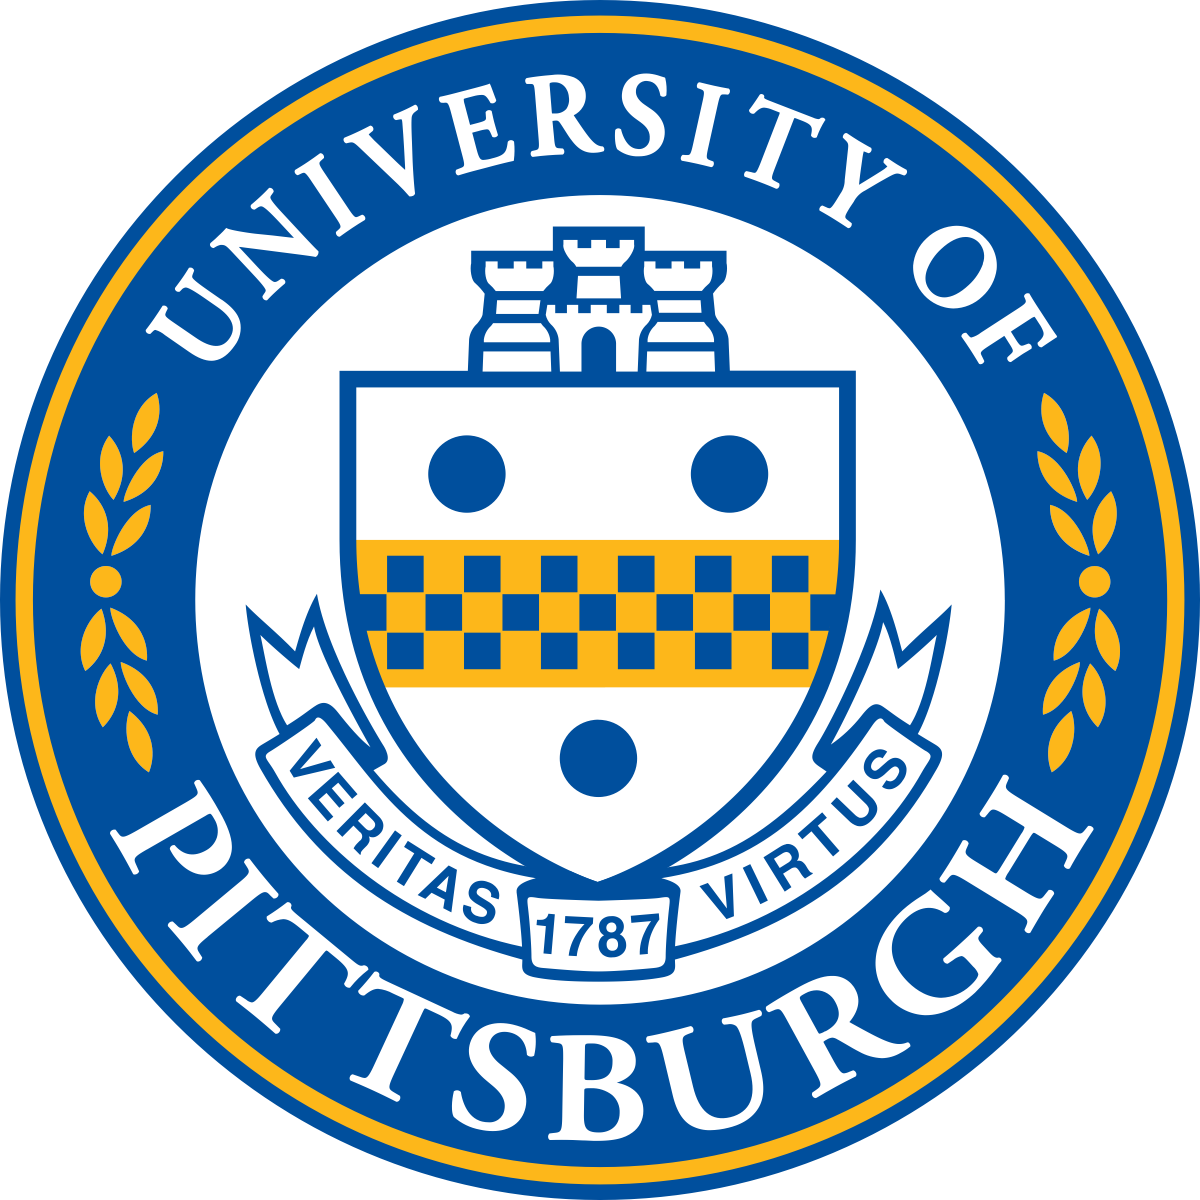 UNIVERSITY OF
VERITAS
1787
VIRTUS
PITTSBURGH